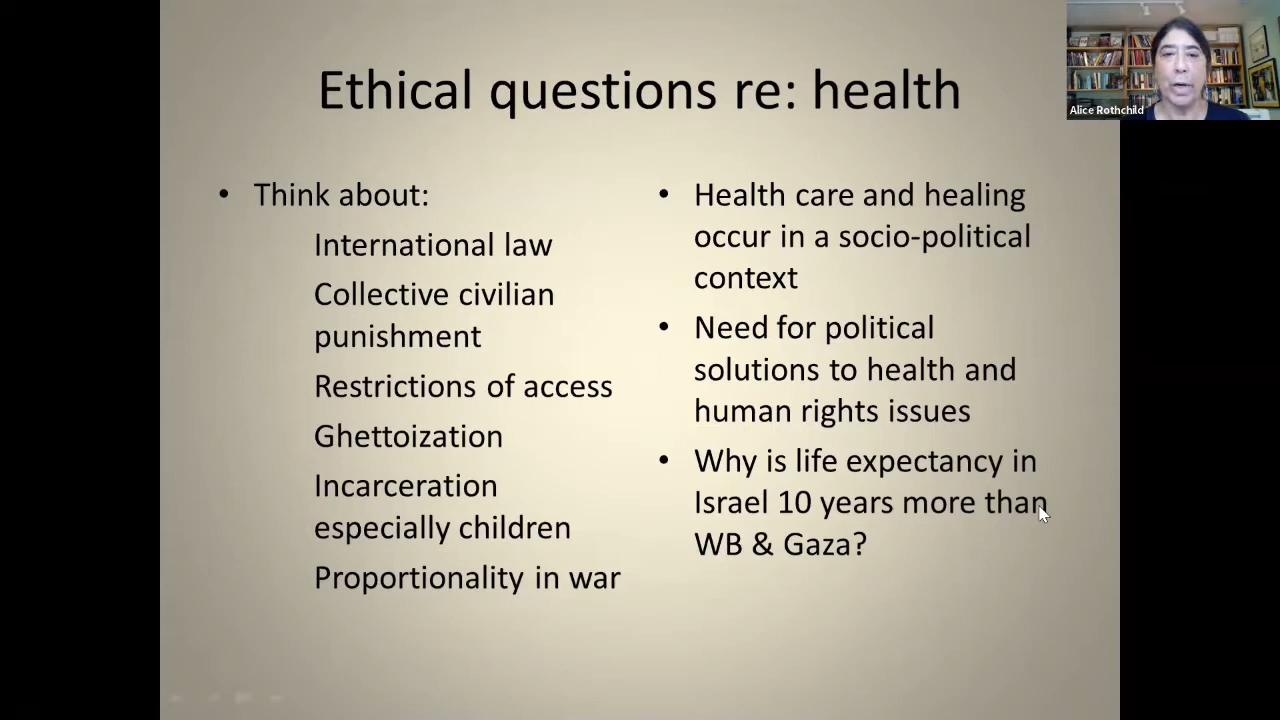 Ethical questions re: health
Alice Rothchild
• Think about:
International law
Collective civilian
punishment
Restrictions of access
Ghettoization
Incarceration
especially children
Proportionality in war
• Health care and healing
occur in a socio-political
context
• Need for political
solutions to health and
human rights issues
• Why is life expectancy in
Israel 10 years more than
WB & Gaza?